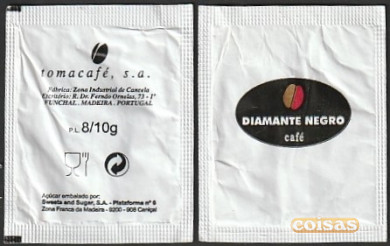 tomacafé, s.a.
Fábrica: Zona Industrial de Cancela
Escritório: R. Dr. Fernão Ornelas, 73 - 1º
FUNCHAL . MADEIRA . PORTUGAL
P.L. 8/10g
Açúcar embalado por:
Sweets and Sugar, S.A. - Plataforma nº 6
Zona Franca da Madeira - 9200 - 908 Caniçal
DIAMANTE NEGRO
café
coisas